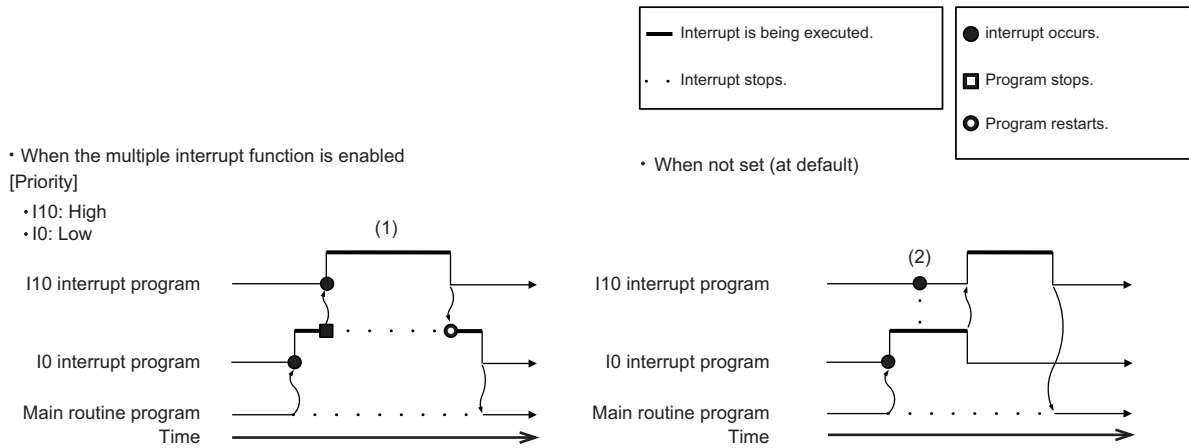 Interrupt is being executed.
Interrupt stops.
interrupt occurs.
Program stops.
Program restarts.
・When the multiple interrupt function is enabled
[Priority]
・I10: High
・I0: Low
(1)
I10 interrupt program
I0 interrupt program
Main routine program
Time
・When not set (at default)
(2)
I10 interrupt program
I0 interrupt program
Main routine program
Time